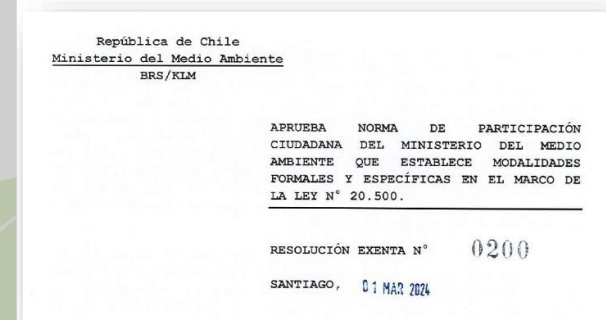 República de Chile
Ministerio del Medio Ambiente
BRS/KLM
APRUEBA NORMA DE PARTICIPACIÓN
CIUDADANA DEL MINISTERIO DEL MEDIO
AMBIENTE QUE ESTABLECE MODALIDADES
FORMALES Y ESPECÍFICAS EN EL MARCO DE
LA LEY N° 20.500.
RESOLUCIÓN EXENTA N° 0200
SANTIAGO, 01 MAR 2024